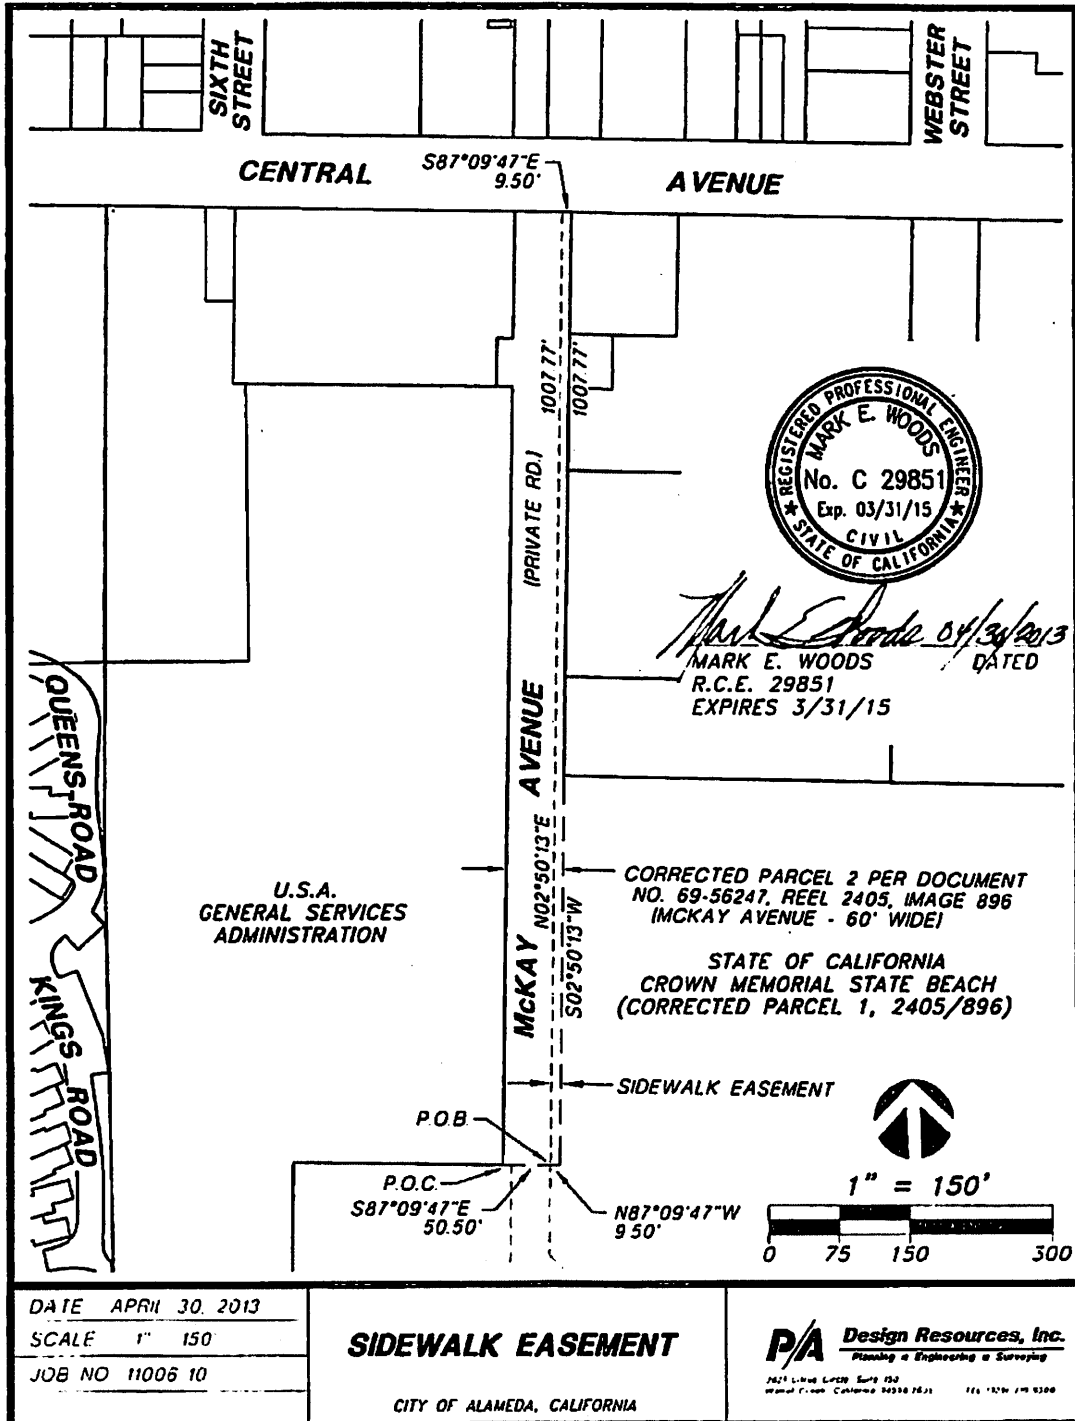 SIXTH
STREET
WEBSTER
STREET
CENTRAL
AVENUE
S87°09'47"E
9.50'
1007.77'
1007.77'
(PRIVATE RD.)
McKAY AVENUE
N02°50'13"E
S02°50'13"W
REGISTERED PROFESSIONAL ENGINEER
MARK E. WOODS
No. C 29851
Exp. 03/31/15
CIVIL
★ STATE OF CALIFORNIA ★
Mark E Woods 04/30/2013
MARK E. WOODS
DATED
R.C.E. 29851
EXPIRES 3/31/15
QUEENS ROAD
KINGS ROAD
U.S.A.
GENERAL SERVICES
ADMINISTRATION
CORRECTED PARCEL 2 PER DOCUMENT
NO. 69-56247, REEL 2405, IMAGE 896
(MCKAY AVENUE - 60' WIDE)
STATE OF CALIFORNIA
CROWN MEMORIAL STATE BEACH
(CORRECTED PARCEL 1, 2405/896)
SIDEWALK EASEMENT
P.O.B.
P.O.C.
S87°09'47"E
50.50'
N87°09'47"W
9 50'
1" = 150'
0 75 150 300
DATE APRIL 30, 2013
SCALE 1" 150'
JOB NO 11006 10
SIDEWALK EASEMENT
CITY OF ALAMEDA, CALIFORNIA
P/A Design Resources, Inc.
Planning Engineering Surveying